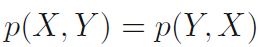 p(X, Y) = p(Y, X)